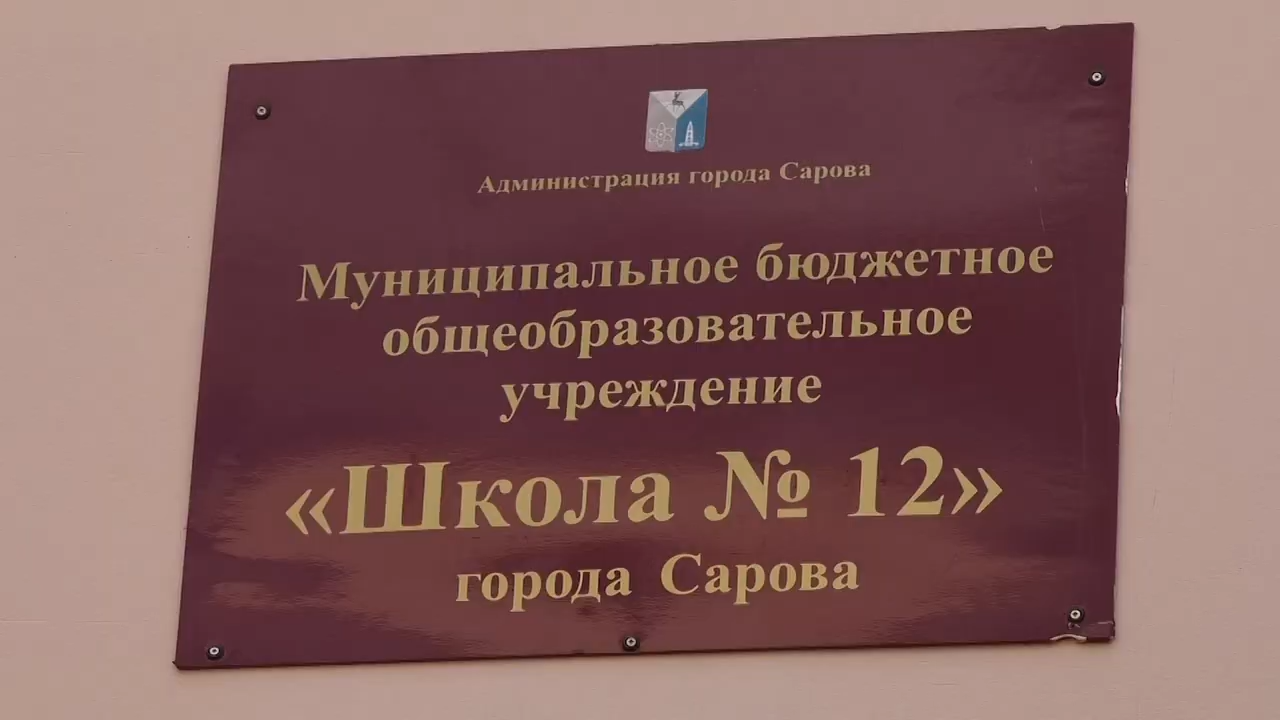 Администрация города Сарова
Муниципальное бюджетное
общеобразовательное
учреждение
«Школа № 12»
города Сарова